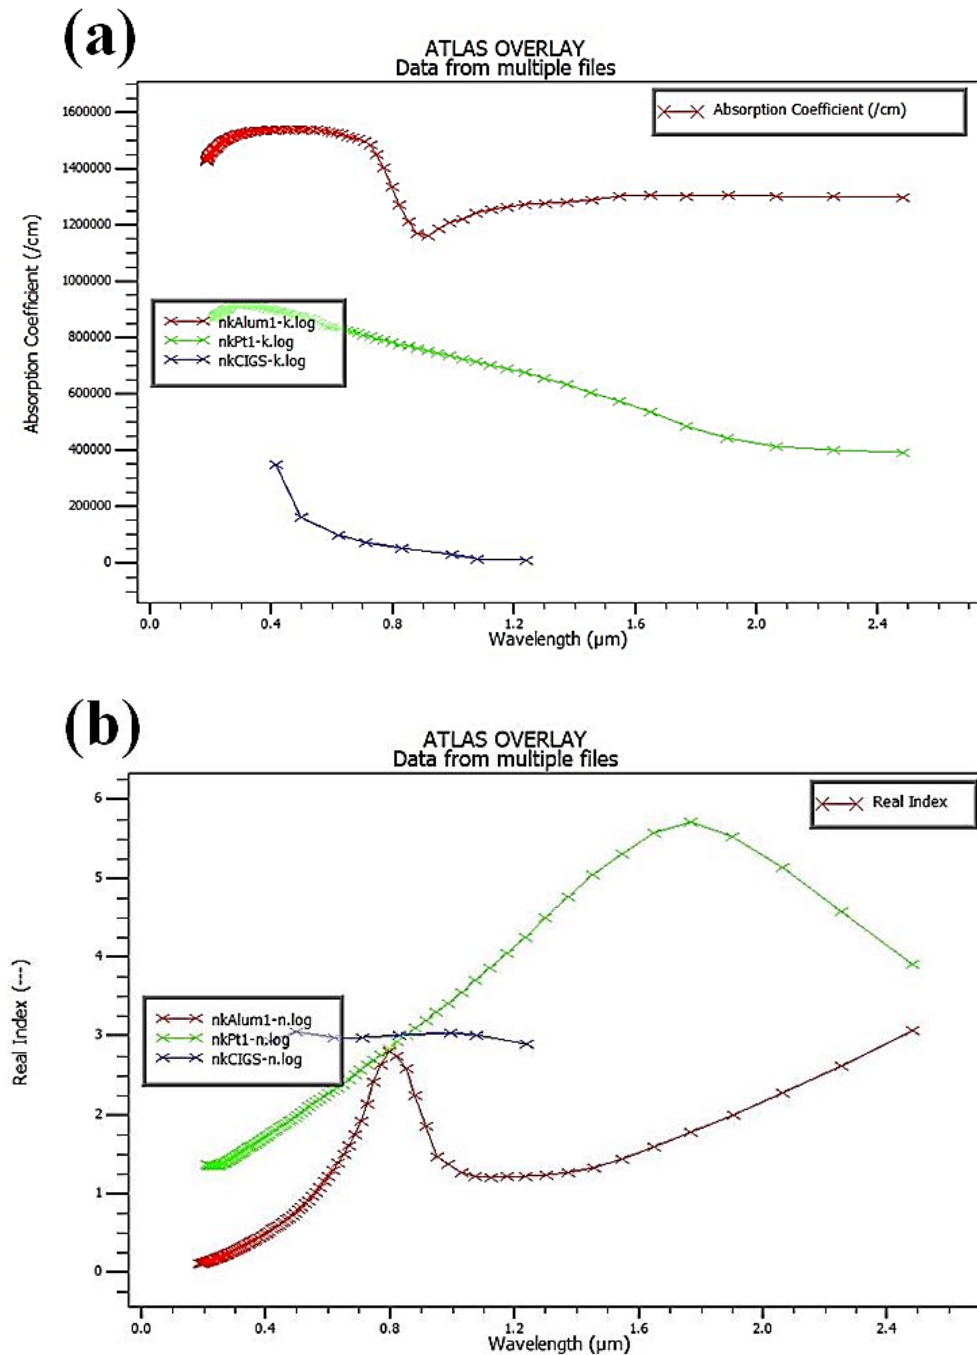 (a)
ATLAS OVERLAY
Data from multiple files
Absorption Coefficient (/cm)
1600000
1400000
1200000
1000000
800000
600000
400000
200000
0
Absorption Coefficient (/cm)
nkAlum1-k.log
nkPt1-k.log
nkCIGS-k.log
0.0 0.4 0.8 1.2 1.6 2.0 2.4
Wavelength (µm)
(b)
ATLAS OVERLAY
Data from multiple files
Real Index
6
5
4
3
2
1
0
Real Index (---)
nkAlum1-n.log
nkPt1-n.log
nkCIGS-n.log
0.0 0.4 0.8 1.2 1.6 2.0 2.4
Wavelength (µm)